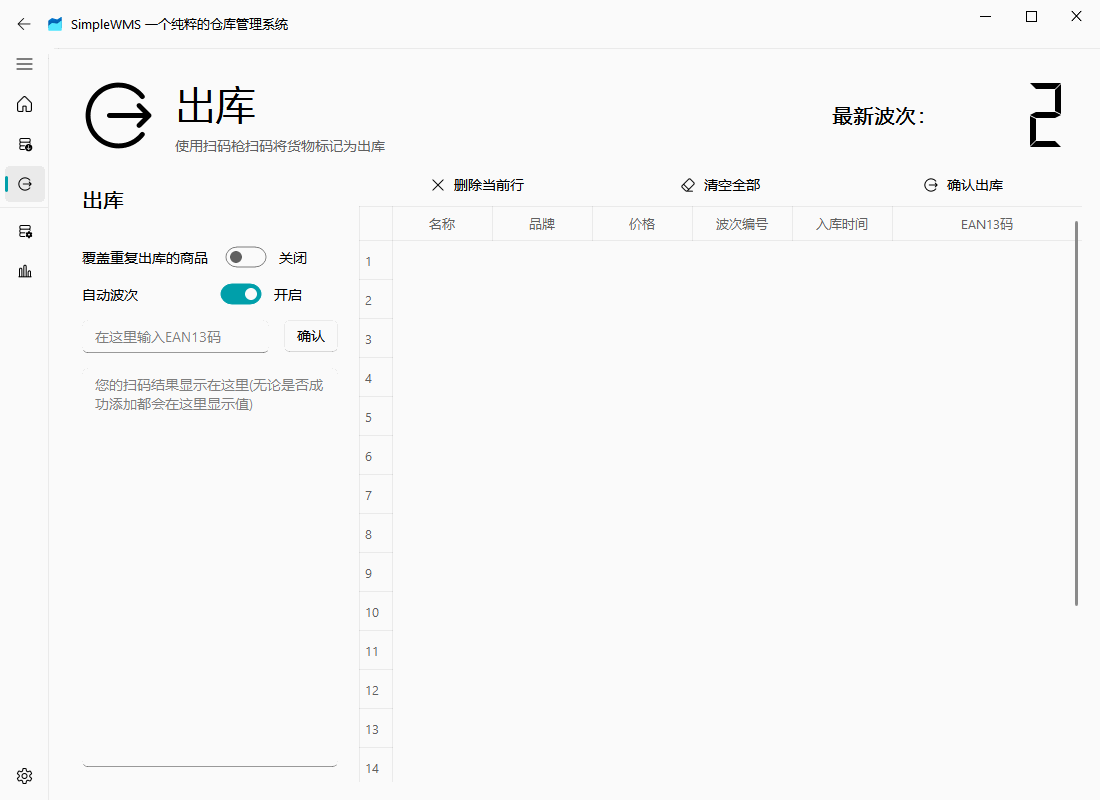 SimpleWMS 一个纯粹的仓库管理系统
出库
使用扫码枪扫码将货物标记为出库
最新波次:
2
出库
删除当前行
清空全部
确认出库
覆盖重复出库的商品
关闭
自动波次
开启
在这里输入EAN13码
确认
您的扫码结果显示在这里(无论是否成
功添加都会在这里显示值)
名称
品牌
价格
波次编号
入库时间
EAN13码
1
2
3
4
5
6
7
8
9
10
11
12
13
14